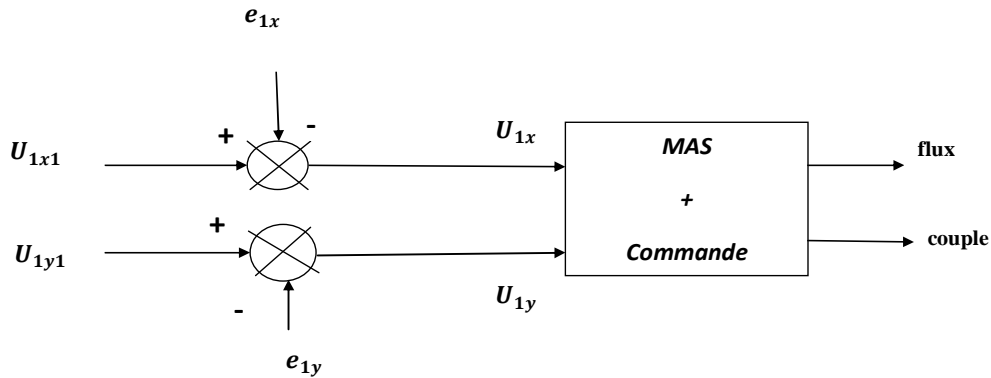 e1x
+ -
U1x1
U1x
MAS
flux
+
+
U1y1
Commande
couple
-
U1y
e1y